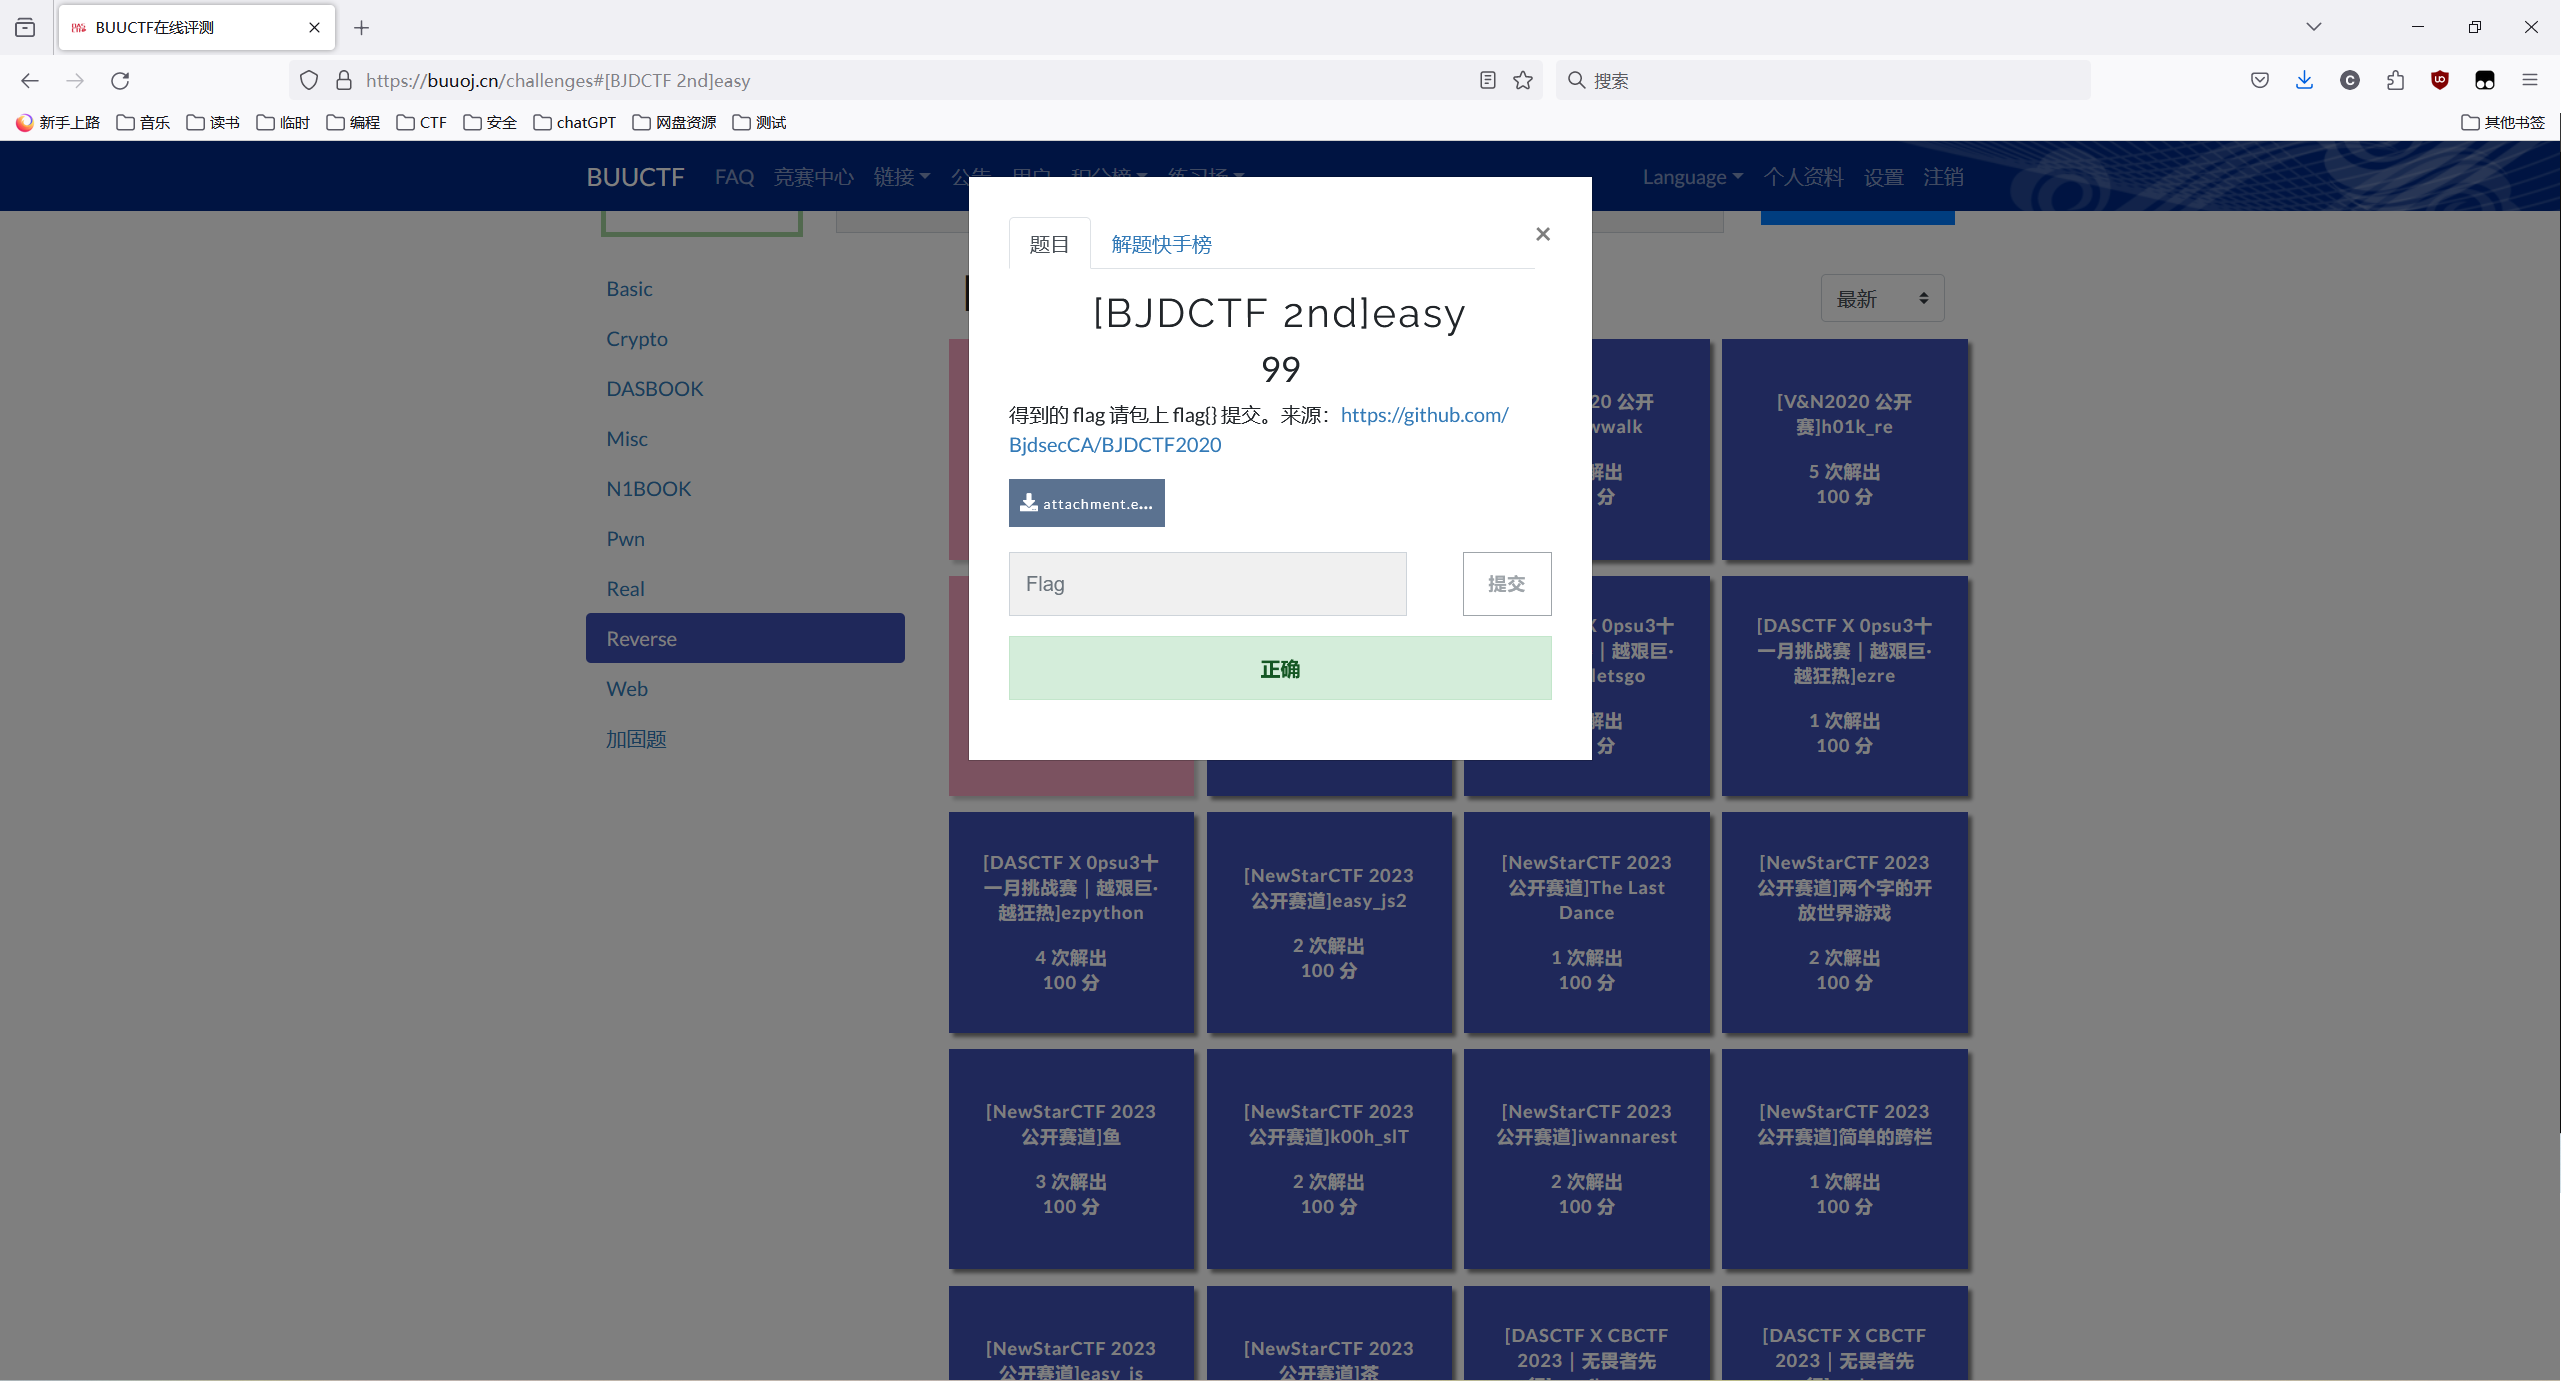 BUUCTF在线评测
https://buuoj.cn/challenges#[BJDCTF 2nd]easy
搜索
新手上路 音乐 读书 临时 编程 CTF 安全 chatGPT 网盘资源 测试 其他书签
BUUCTF FAQ 竞赛中心 链接 公告 用户 积分榜 练习场 Language 个人资料 设置 注销
Basic
Crypto
DASBOOK
Misc
N1BOOK
Pwn
Real
Reverse
Web
加固题
最新
题目 解题快手榜 ×
[BJDCTF 2nd]easy
99
得到的 flag 请包上 flag{} 提交。来源：https://github.com/
BjdsecCA/BJDCTF2020
attachment.e...
Flag 提交
正确
20 公开
walk
解出
分
[V&N2020 公开
赛]h01k_re
5 次解出
100 分
X 0psu3十
| 越艰巨·
letsgo
解出
分
[DASCTF X 0psu3十
一月挑战赛｜越艰巨·
越狂热]ezre
1 次解出
100 分
[DASCTF X 0psu3十
一月挑战赛｜越艰巨·
越狂热]ezpython
4 次解出
100 分
[NewStarCTF 2023
公开赛道]easy_js2
2 次解出
100 分
[NewStarCTF 2023
公开赛道]The Last
Dance
1 次解出
100 分
[NewStarCTF 2023
公开赛道]两个字的开
放世界游戏
2 次解出
100 分
[NewStarCTF 2023
公开赛道]鱼
3 次解出
100 分
[NewStarCTF 2023
公开赛道]k00h_slT
2 次解出
100 分
[NewStarCTF 2023
公开赛道]iwannarest
2 次解出
100 分
[NewStarCTF 2023
公开赛道]简单的跨栏
1 次解出
100 分
[NewStarCTF 2023
公开赛道]easy_js
[NewStarCTF 2023
公开赛道]茶
[DASCTF X CBCTF
2023｜无畏者先
[DASCTF X CBCTF
2023｜无畏者先